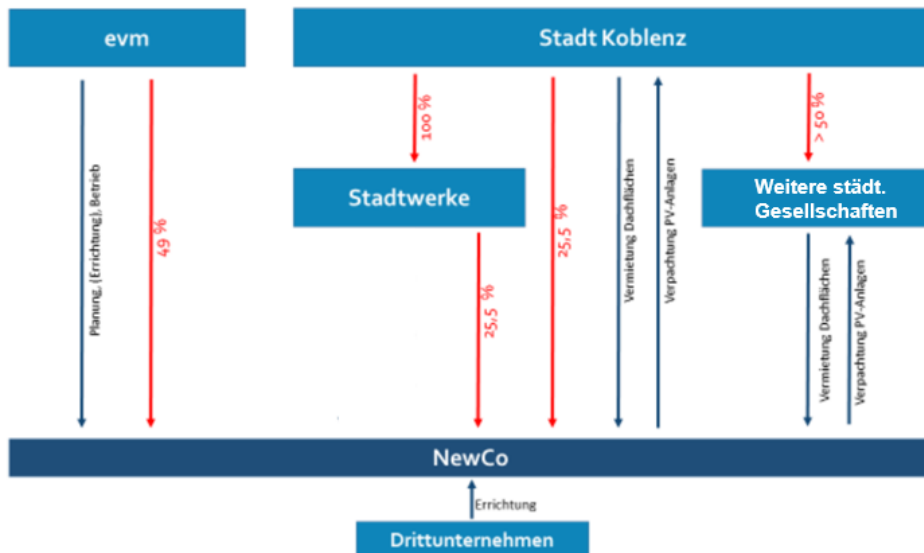 evm
Stadt Koblenz
Planung, (Errichtung), Betrieb
49 %
100 %
25,5 %
Vermietung Dachflächen
Verpachtung PV-Anlagen
> 50 %
Stadtwerke
Weitere städt.
Gesellschaften
25,5 %
Vermietung Dachflächen
Verpachtung PV-Anlagen
NewCo
Errichtung
Drittunternehmen